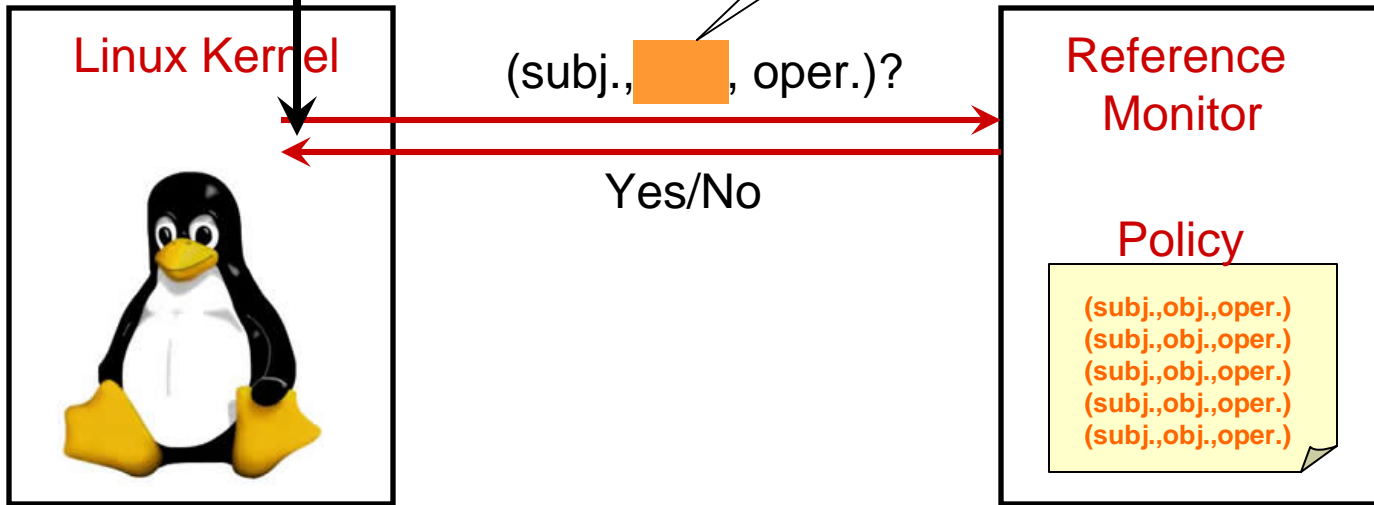 Linux Kernel
(subj., , oper.)?
Reference
Monitor
Yes/No
Policy
(subj.,obj.,oper.)
(subj.,obj.,oper.)
(subj.,obj.,oper.)
(subj.,obj.,oper.)
(subj.,obj.,oper.)